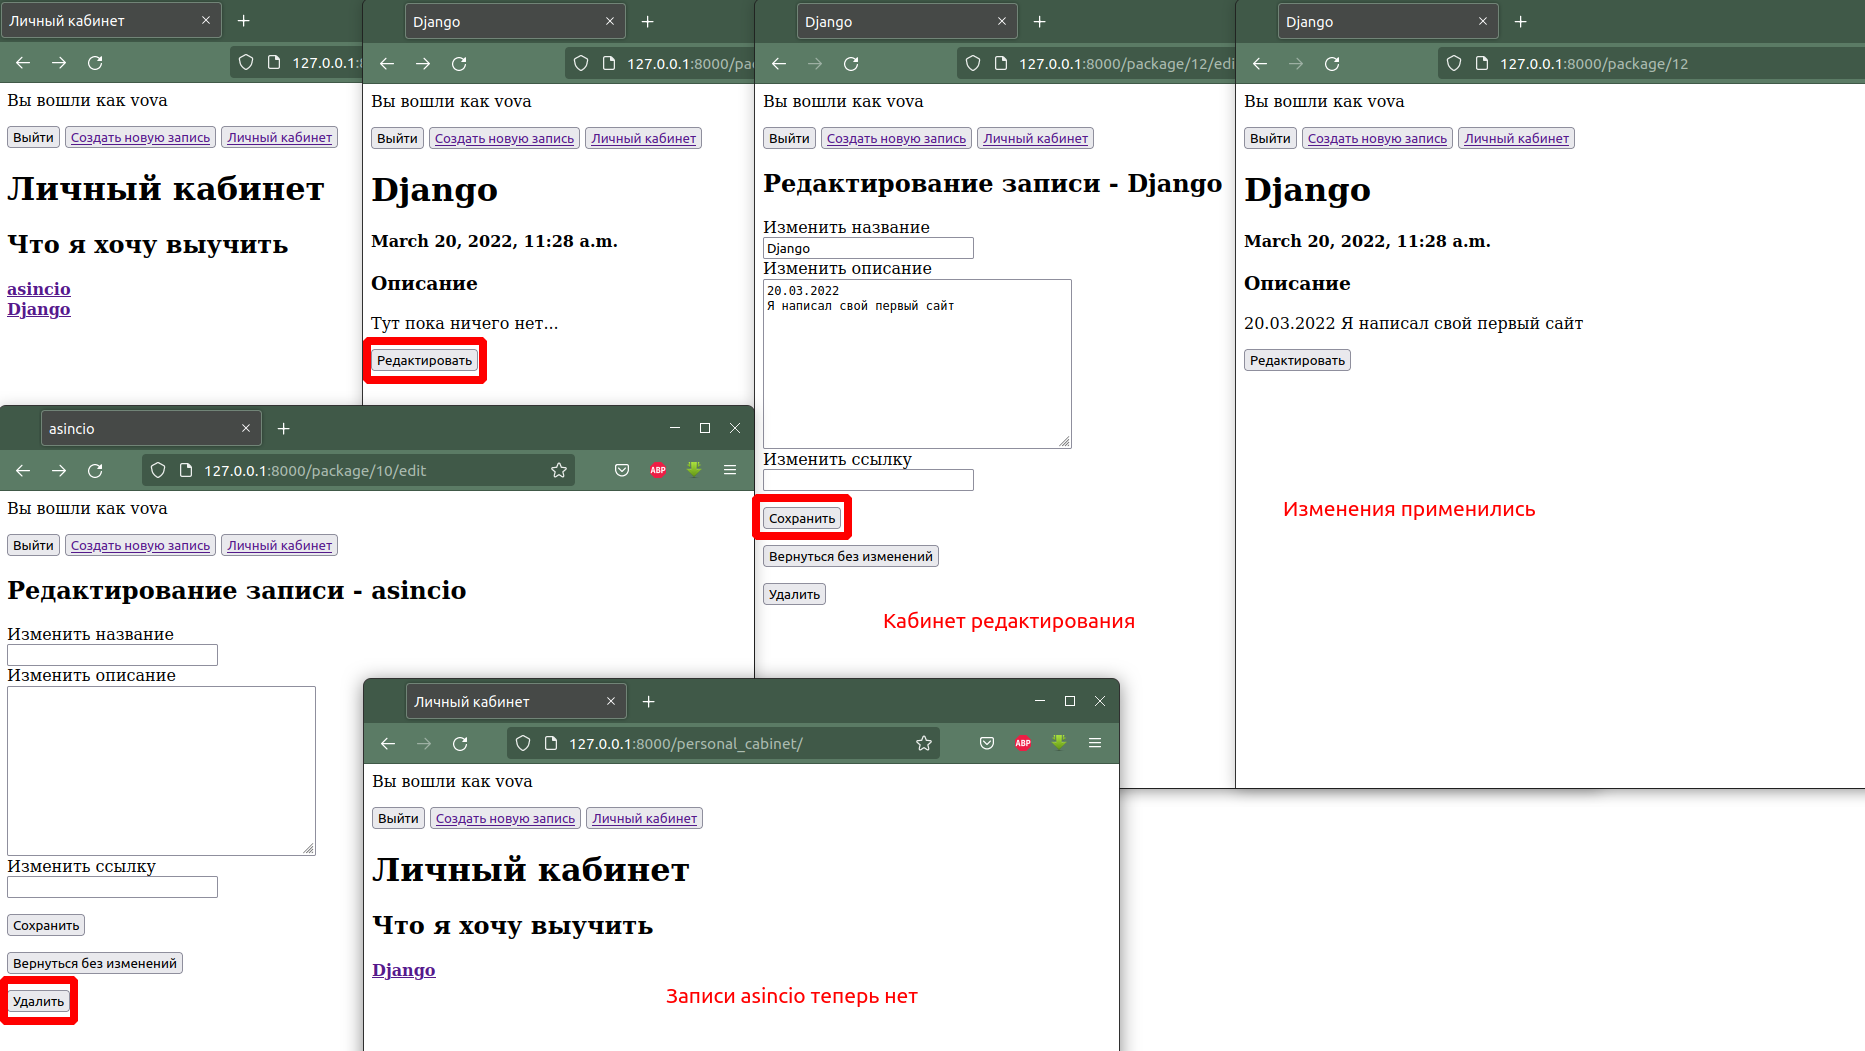 Личный кабинет
127.0.0.1:
Вы вошли как vova
Выйти Создать новую запись Личный кабинет
Личный кабинет
Что я хочу выучить
asincio
Django
Django
127.0.0.1:8000/pa
Вы вошли как vova
Выйти Создать новую запись Личный кабинет
Django
March 20, 2022, 11:28 a.m.
Описание
Тут пока ничего нет...
Редактировать
Django
127.0.0.1:8000/package/12/edi
Вы вошли как vova
Выйти Создать новую запись Личный кабинет
Редактирование записи - Django
Изменить название
Django
Изменить описание
20.03.2022
Я написал свой первый сайт
Изменить ссылку
Сохранить
Вернуться без изменений
Удалить
Кабинет редактирования
Django
127.0.0.1:8000/package/12
Вы вошли как vova
Выйти Создать новую запись Личный кабинет
Django
March 20, 2022, 11:28 a.m.
Описание
20.03.2022 Я написал свой первый сайт
Редактировать
Изменения применились
asincio
127.0.0.1:8000/package/10/edit
ABP
Вы вошли как vova
Выйти Создать новую запись Личный кабинет
Редактирование записи - asincio
Изменить название
Изменить описание
Изменить ссылку
Сохранить
Вернуться без изменений
Удалить
Личный кабинет
127.0.0.1:8000/personal_cabinet/
ABP
Вы вошли как vova
Выйти Создать новую запись Личный кабинет
Личный кабинет
Что я хочу выучить
Django
Записи asincio теперь нет